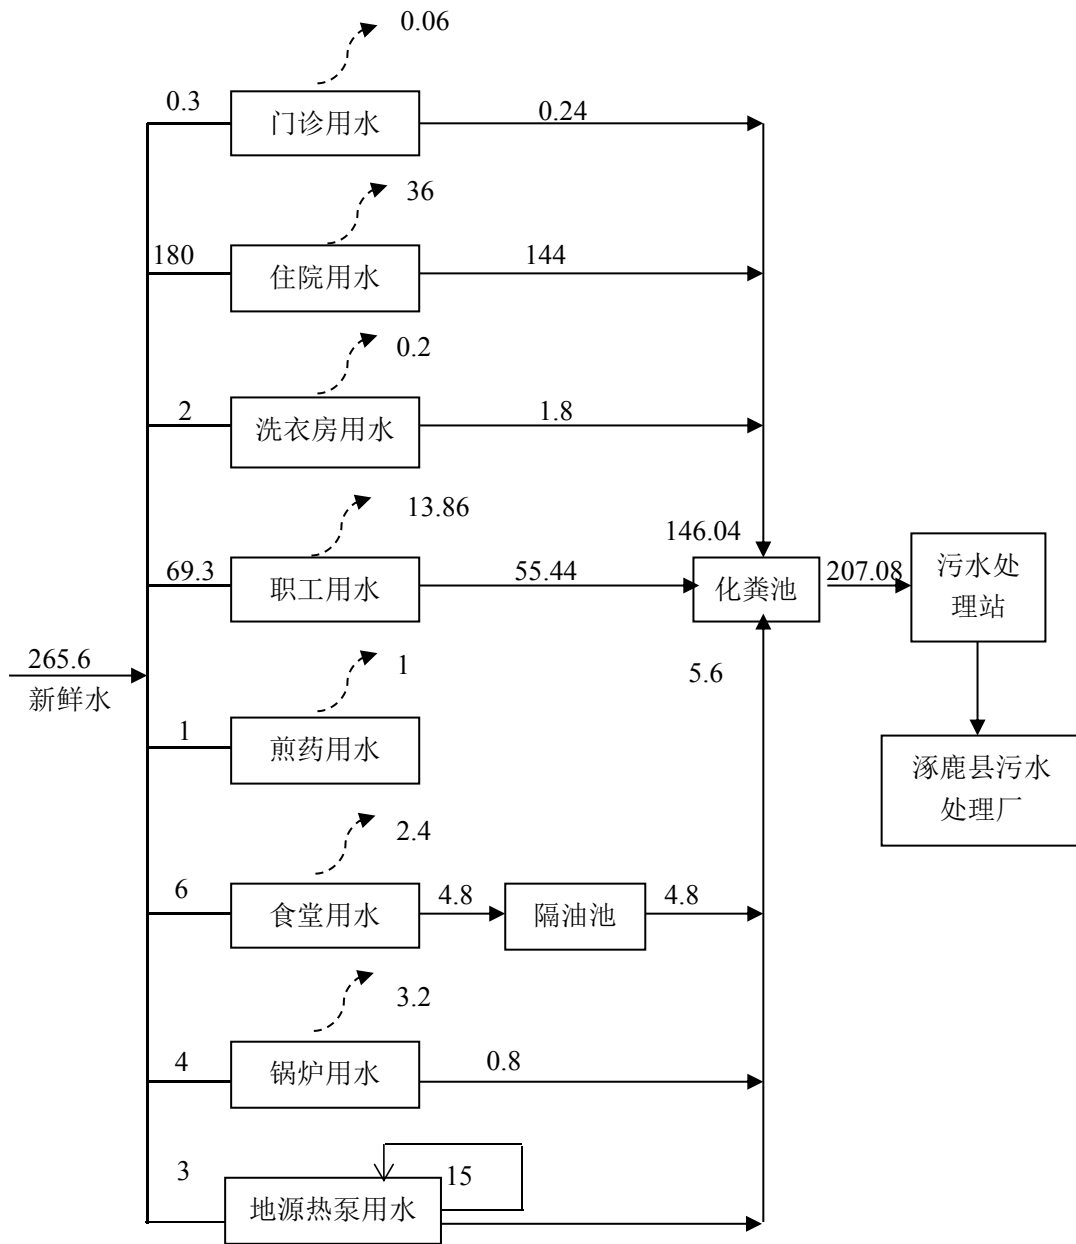 0.06
0.3
门诊用水
0.24
36
180
住院用水
144
0.2
2
洗衣房用水
1.8
13.86
69.3
职工用水
55.44
146.04
化粪池
207.08
污水处
理站
265.6
新鲜水
1
1
煎药用水
5.6
涿鹿县污水
处理厂
2.4
6
食堂用水
4.8
隔油池
4.8
3.2
4
锅炉用水
0.8
3
地源热泵用水
15